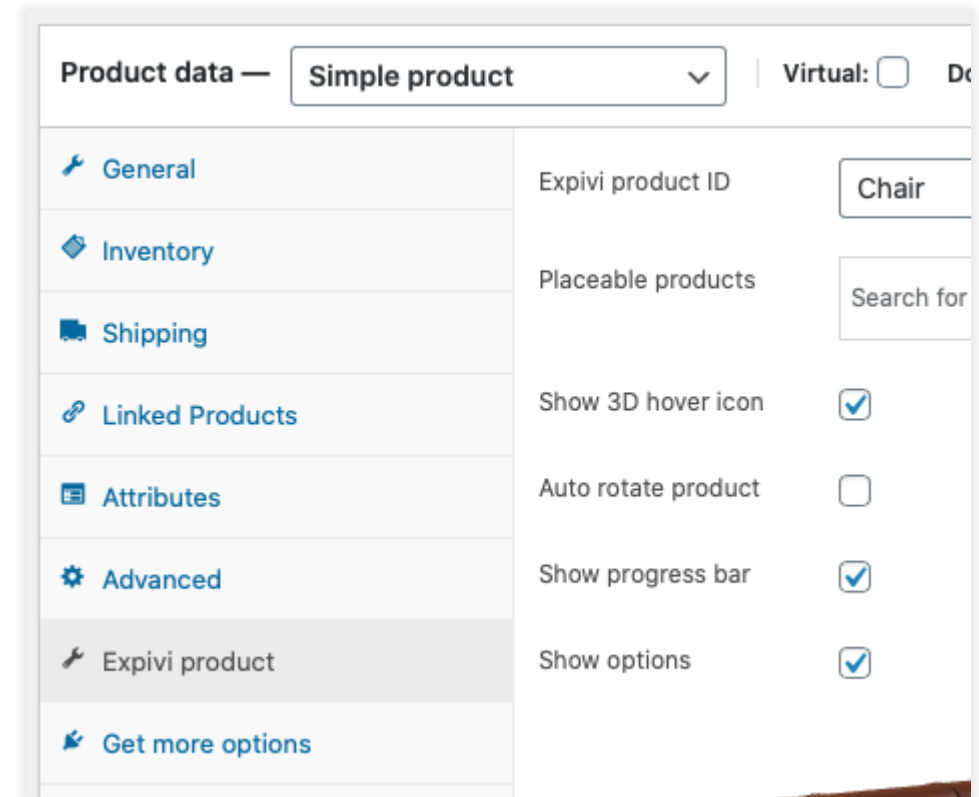 Product data — Simple product Virtual:
General
Inventory
Shipping
Linked Products
Attributes
Advanced
Expivi product
Get more options
Expivi product ID Chair
Placeable products Search for
Show 3D hover icon
Auto rotate product
Show progress bar
Show options